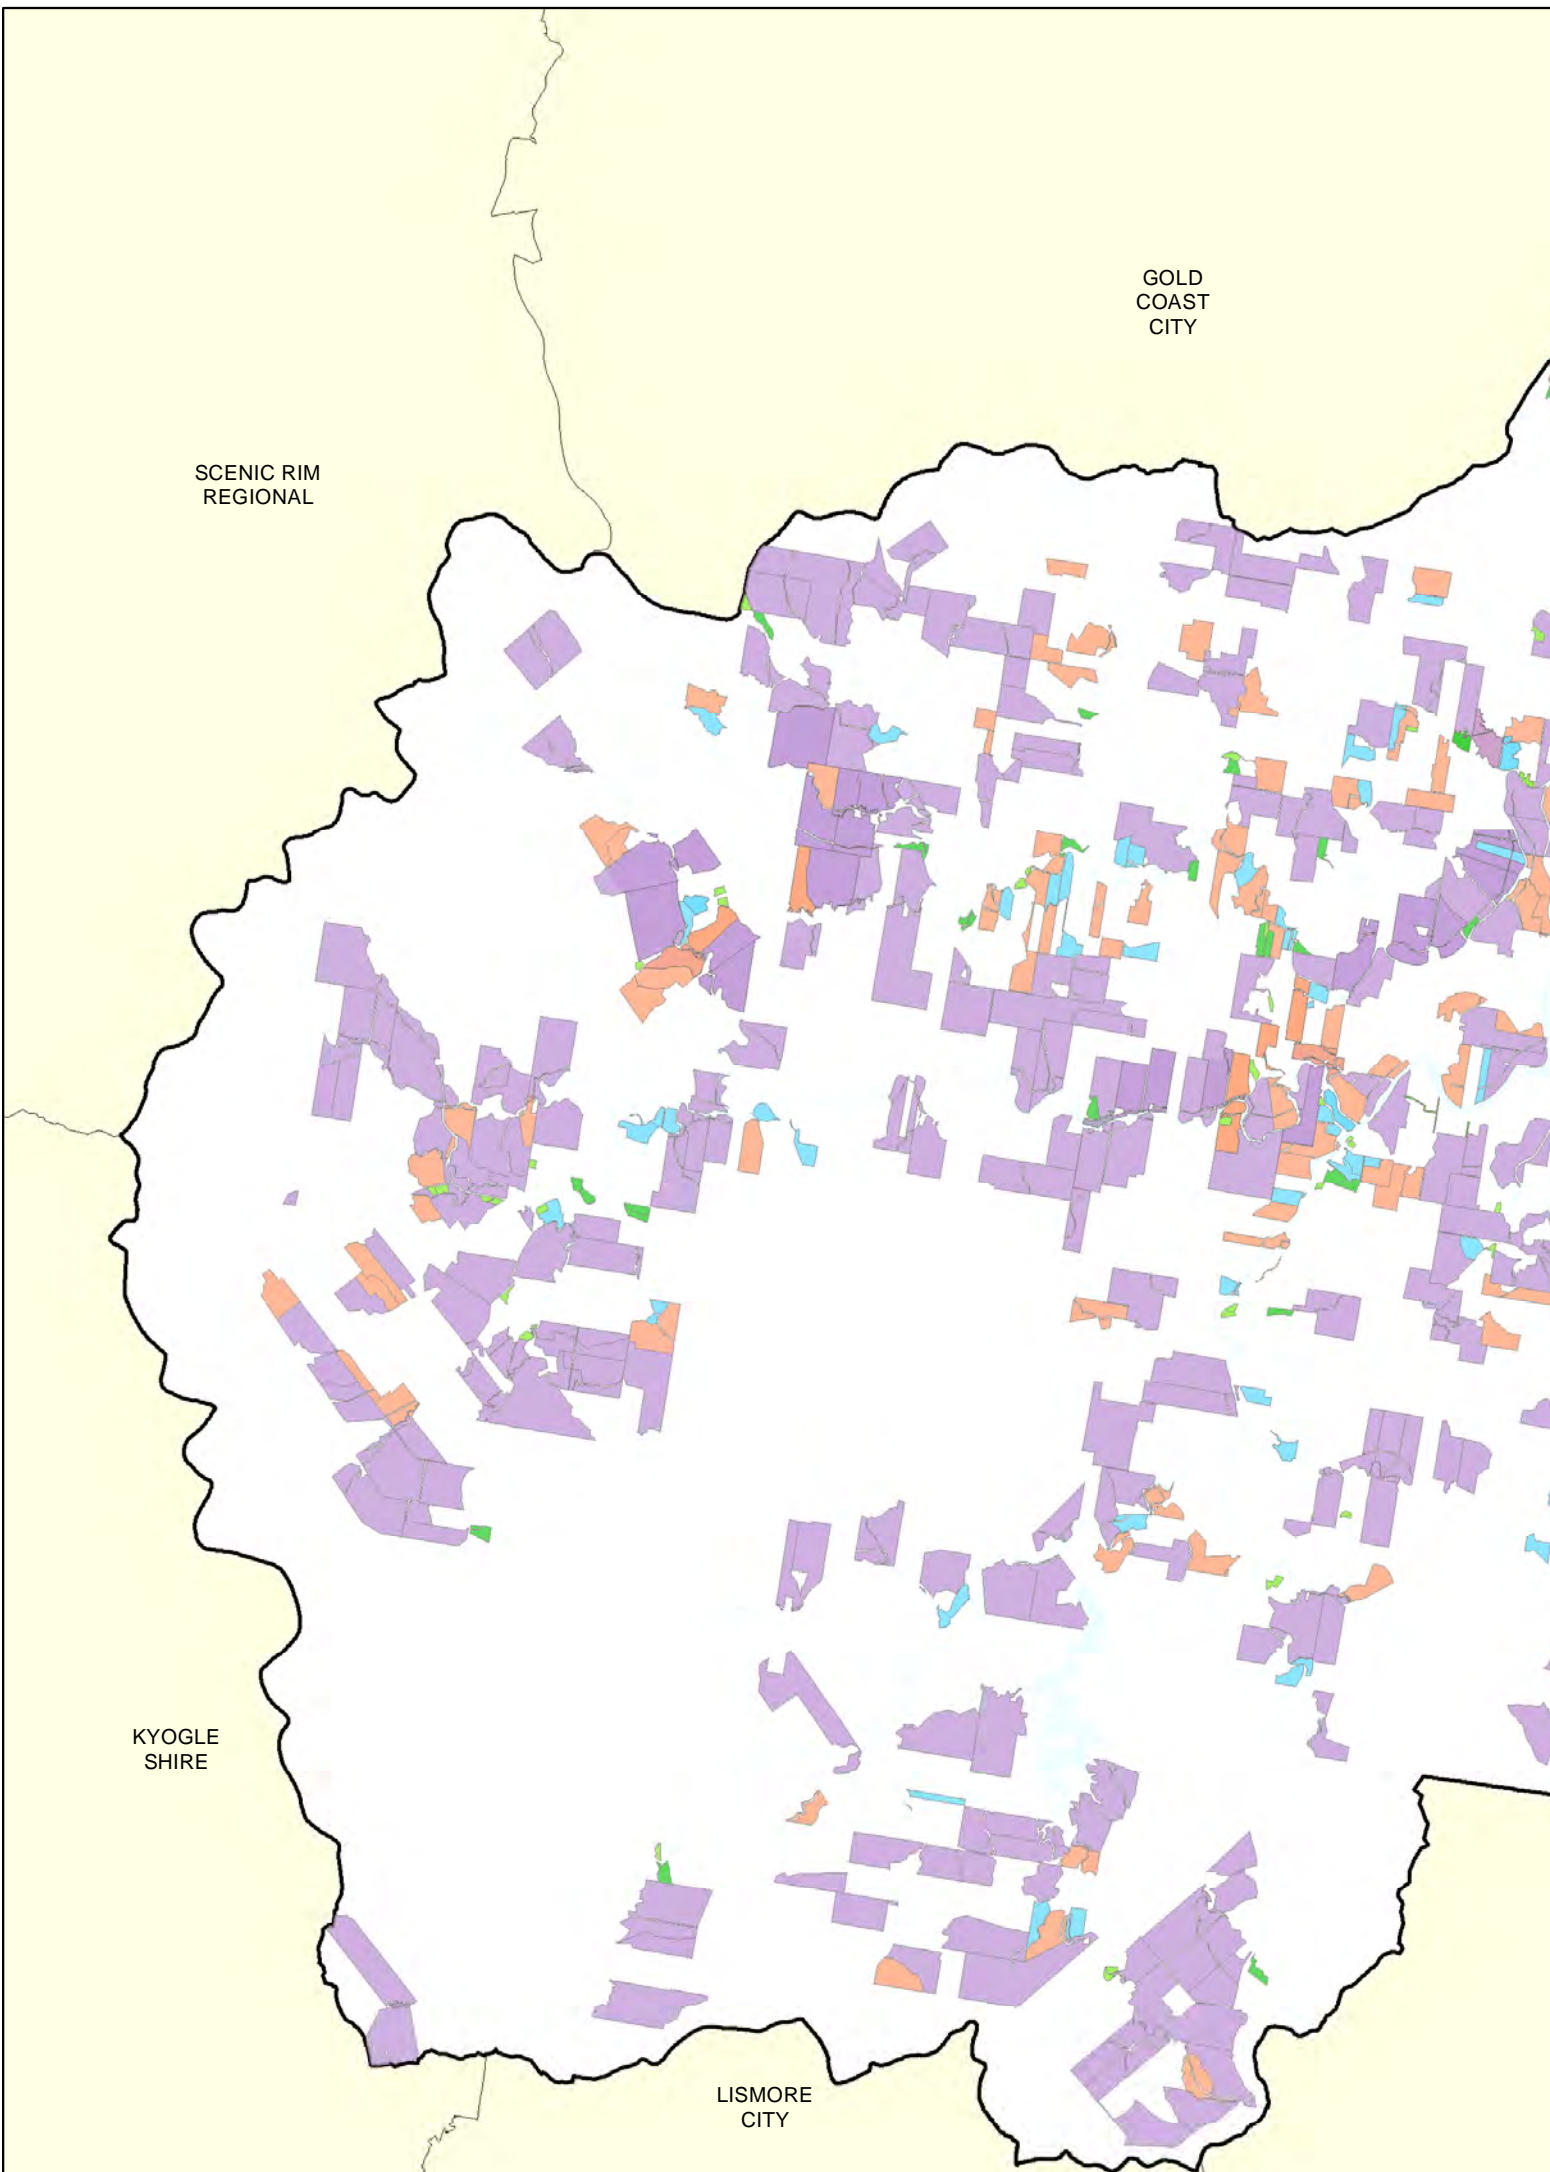 GOLD
COAST
CITY
SCENIC RIM
REGIONAL
KYOGLE
SHIRE
LISMORE
CITY